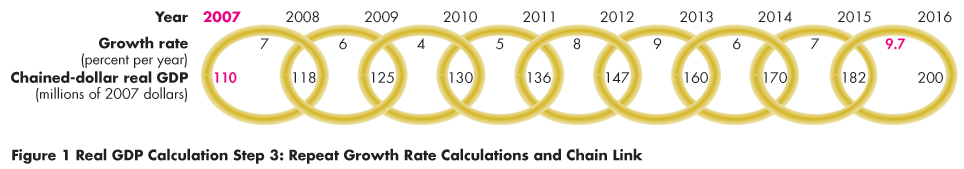 Year 2007 2008 2009 2010 2011 2012 2013 2014 2015 2016
Growth rate 7 6 4 5 8 9 6 7 9.7
(percent per year)
Chained-dollar real GDP 110 118 125 130 136 147 160 170 182 200
(millions of 2007 dollars)
Figure 1 Real GDP Calculation Step 3: Repeat Growth Rate Calculations and Chain Link